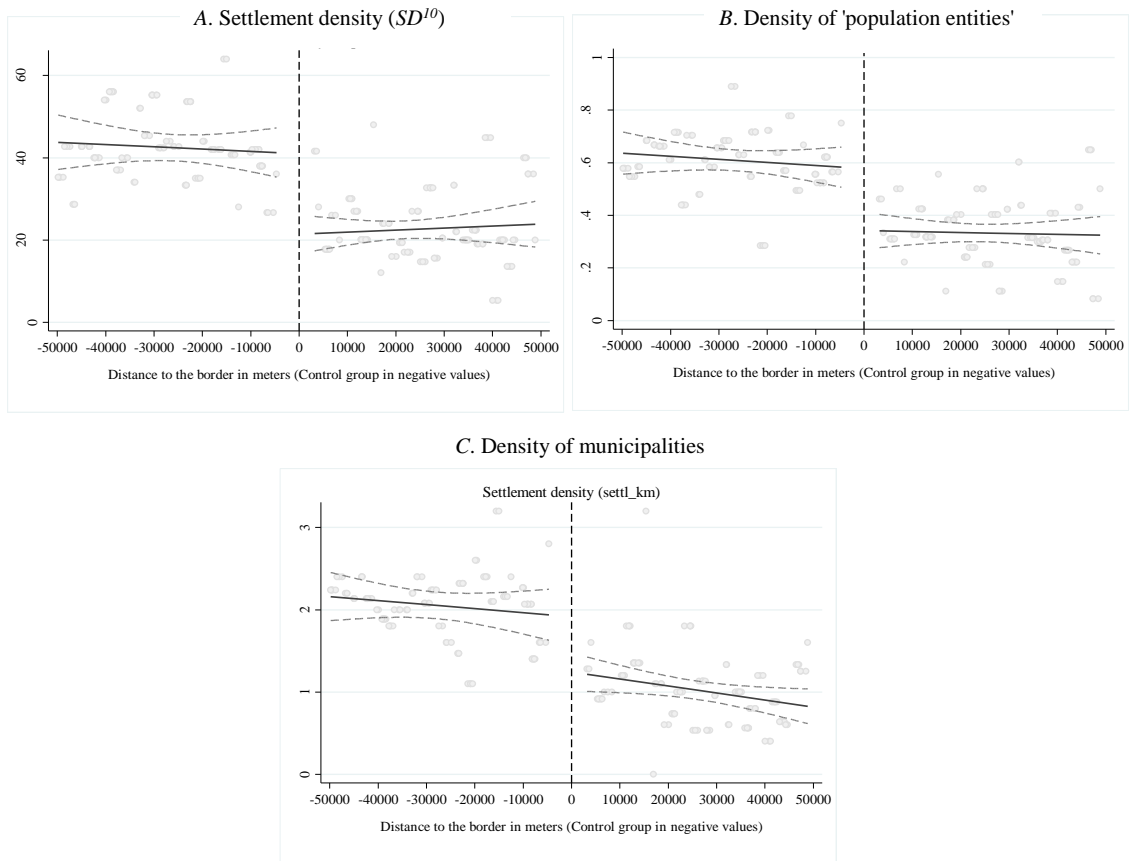 A. Settlement density (SD¹⁰)
60
40
20
0
-50000 -40000 -30000 -20000 -10000 0 10000 20000 30000 40000 50000
Distance to the border in meters (Control group in negative values)
B. Density of 'population entities'
1
.8
.6
.4
.2
0
-50000 -40000 -30000 -20000 -10000 0 10000 20000 30000 40000 50000
Distance to the border in meters (Control group in negative values)
C. Density of municipalities
Settlement density (settl_km)
3
2
1
0
-50000 -40000 -30000 -20000 -10000 0 10000 20000 30000 40000 50000
Distance to the border in meters (Control group in negative values)